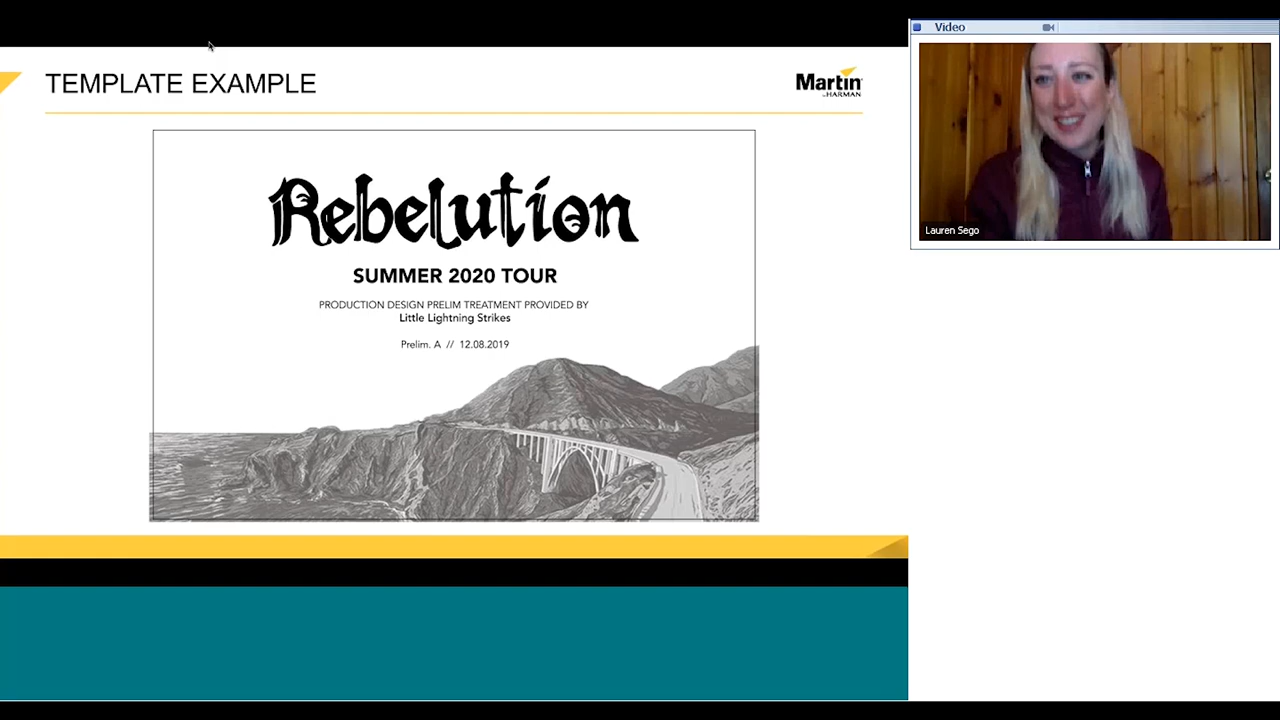 Video
TEMPLATE EXAMPLE
Martin
by HARMAN
Rebelution
SUMMER 2020 TOUR
PRODUCTION DESIGN PRELIM TREATMENT PROVIDED BY
Little Lightning Strikes
Prelim. A // 12.08.2019
Lauren Sego